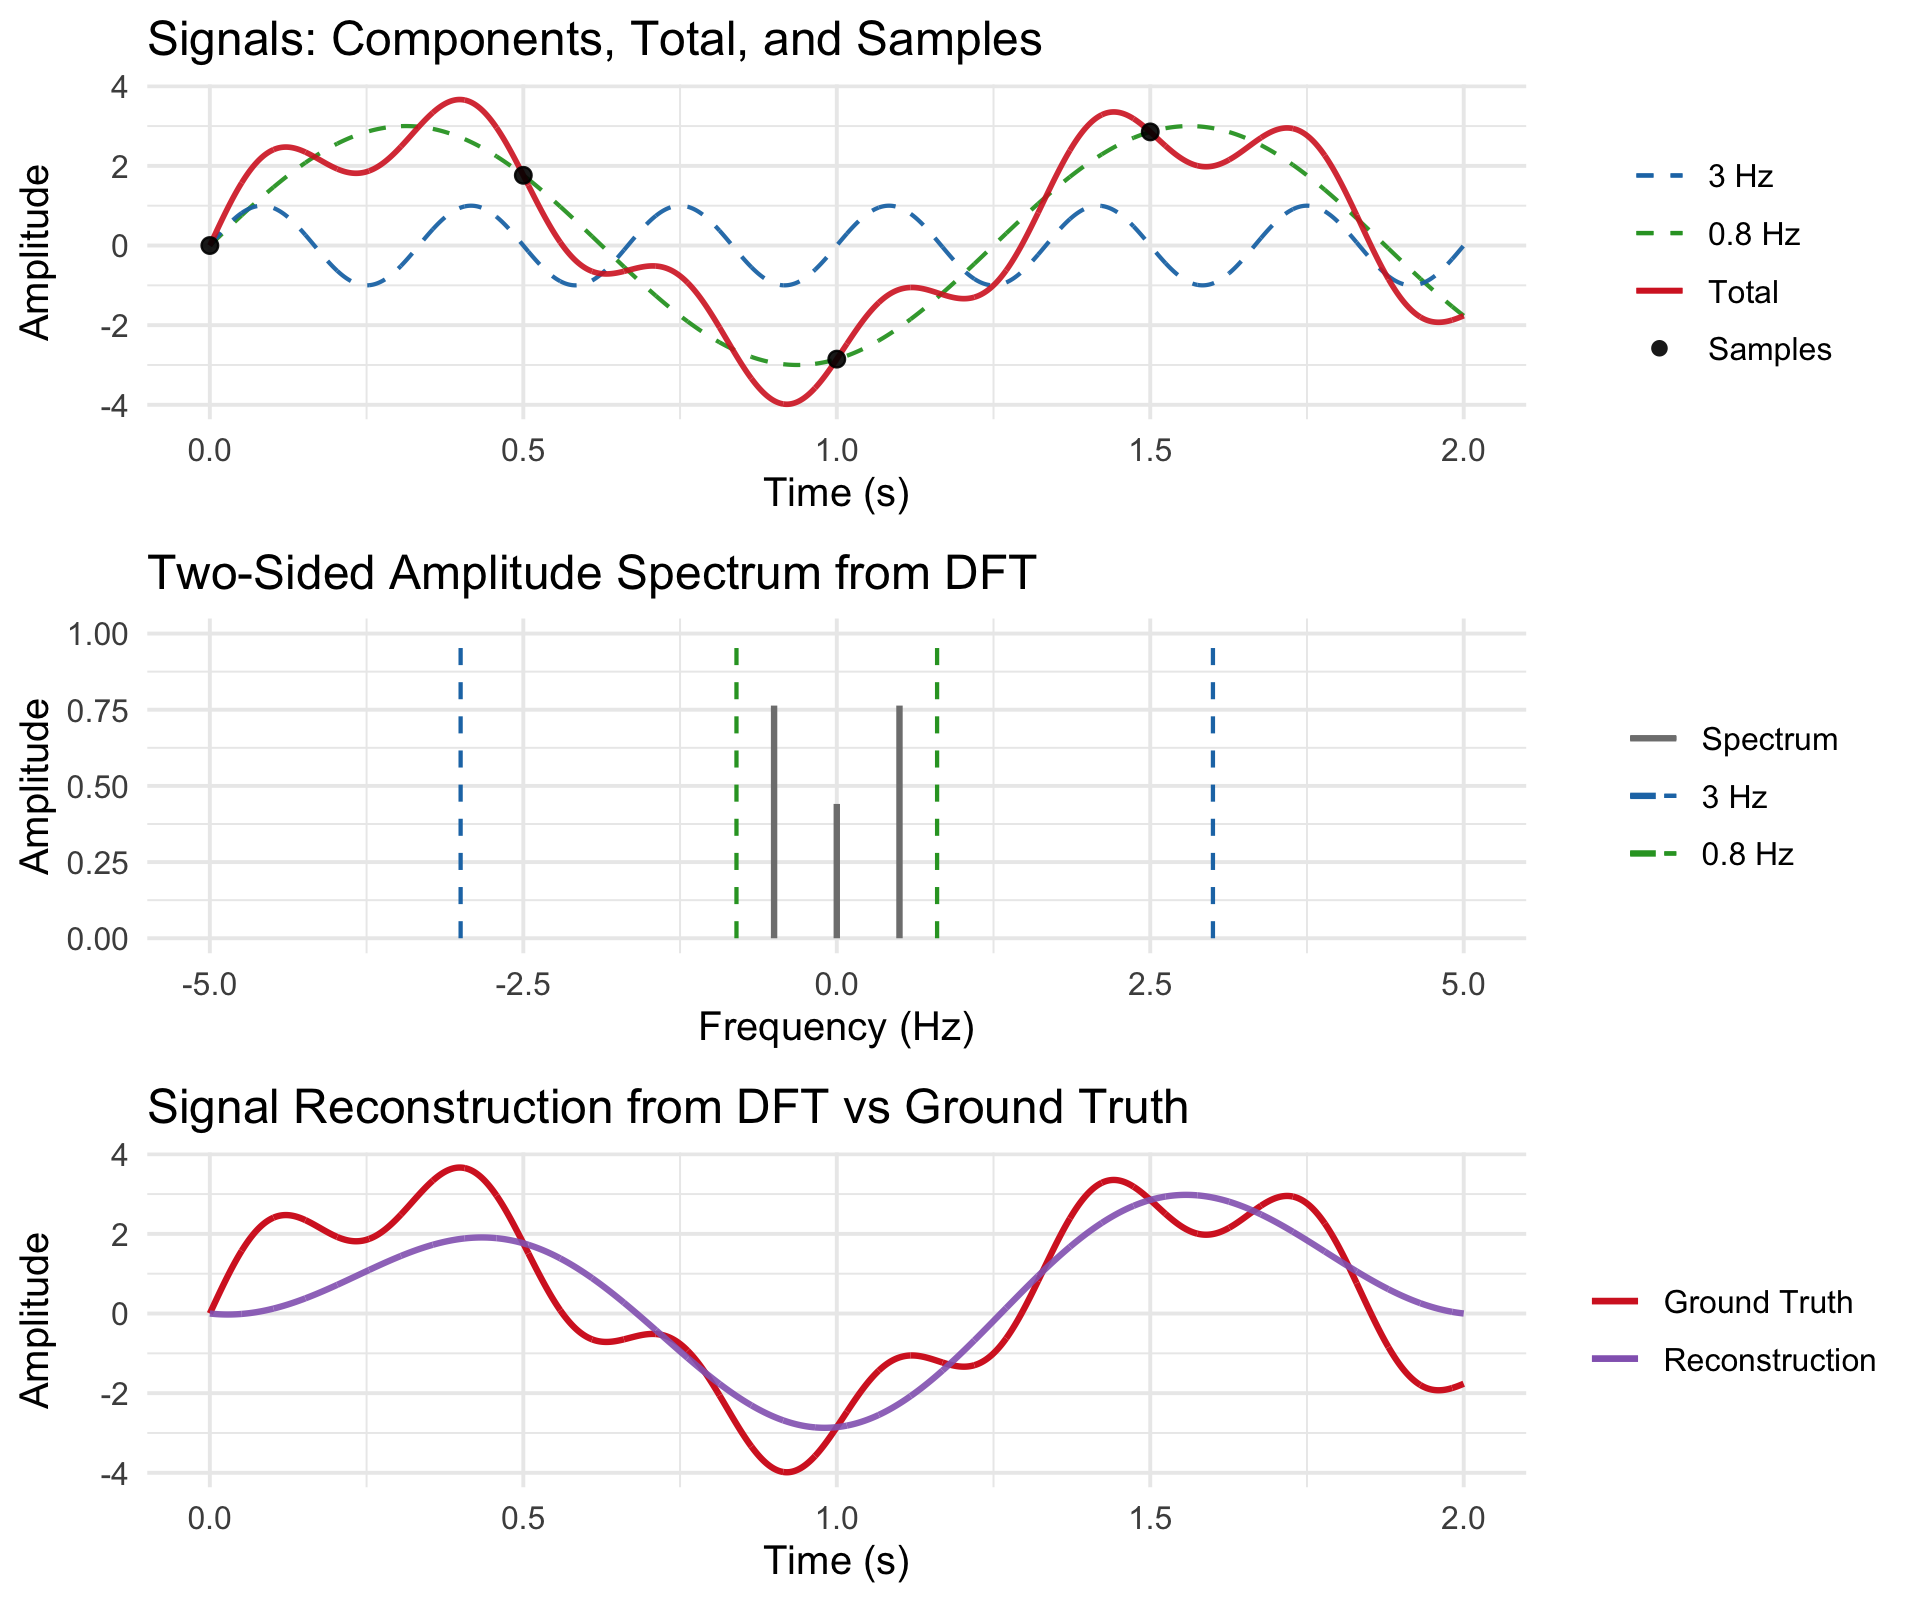 Signals: Components, Total, and Samples
Amplitude
4
2
0
-2
-4
0.0 0.5 1.0 1.5 2.0
Time (s)
3 Hz
0.8 Hz
Total
Samples
Two-Sided Amplitude Spectrum from DFT
Amplitude
1.00
0.75
0.50
0.25
0.00
-5.0 -2.5 0.0 2.5 5.0
Frequency (Hz)
Spectrum
3 Hz
0.8 Hz
Signal Reconstruction from DFT vs Ground Truth
Amplitude
4
2
0
-2
-4
0.0 0.5 1.0 1.5 2.0
Time (s)
Ground Truth
Reconstruction